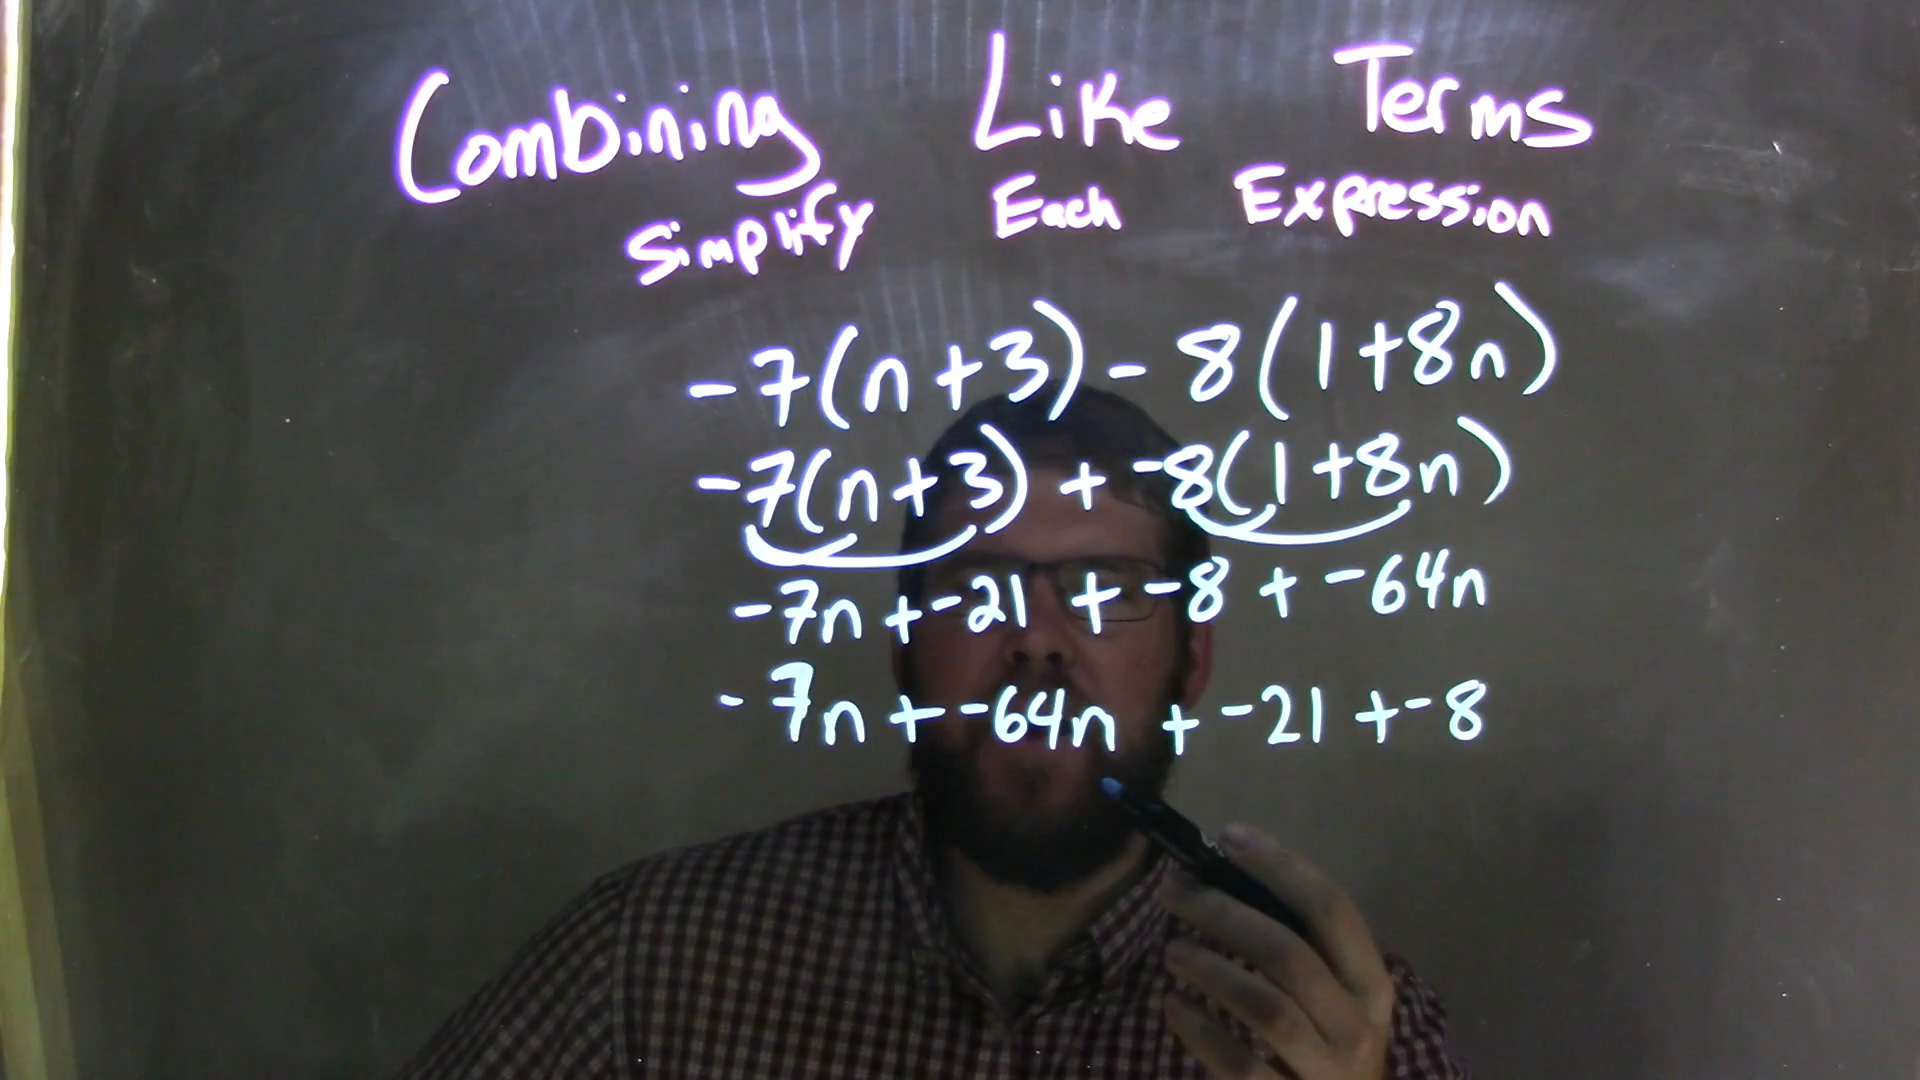 Combining Like Terms
Simplify Each Expression
-7(n+3)-8(1+8n)
-7(n+3)+-8(1+8n)
-7n+-21+-8+-64n
-7n+-64n+-21+-8